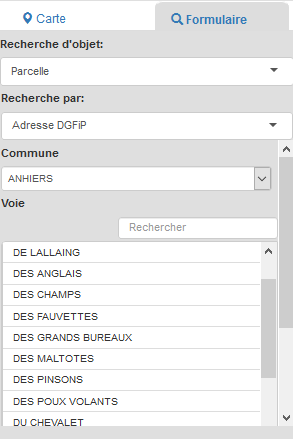 Carte
Formulaire
Recherche d'objet:
Parcelle
Recherche par:
Adresse DGFiP
Commune
ANHIERS
Voie
Rechercher
DE LALLAING
DES ANGLAIS
DES CHAMPS
DES FAUVETTES
DES GRANDS BUREAUX
DES MALTOTES
DES PINSONS
DES POUX VOLANTS
DU CHEVALET